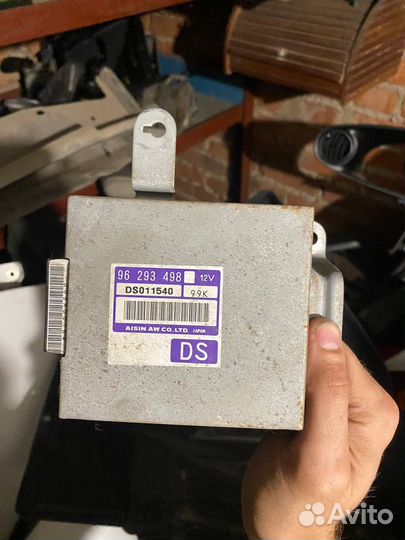 96 293 498 12V
DS011540 99K
AISIN AW CO.,LTD. JAPAN
DS
Avito